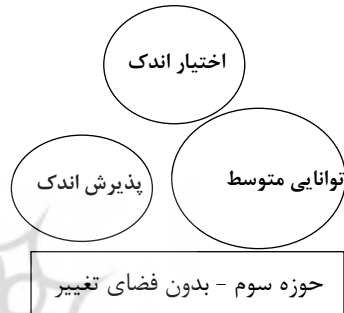 اختیار اندک
توانایی متوسط
پذیرش اندک
حوزه سوم - بدون فضای تغییر